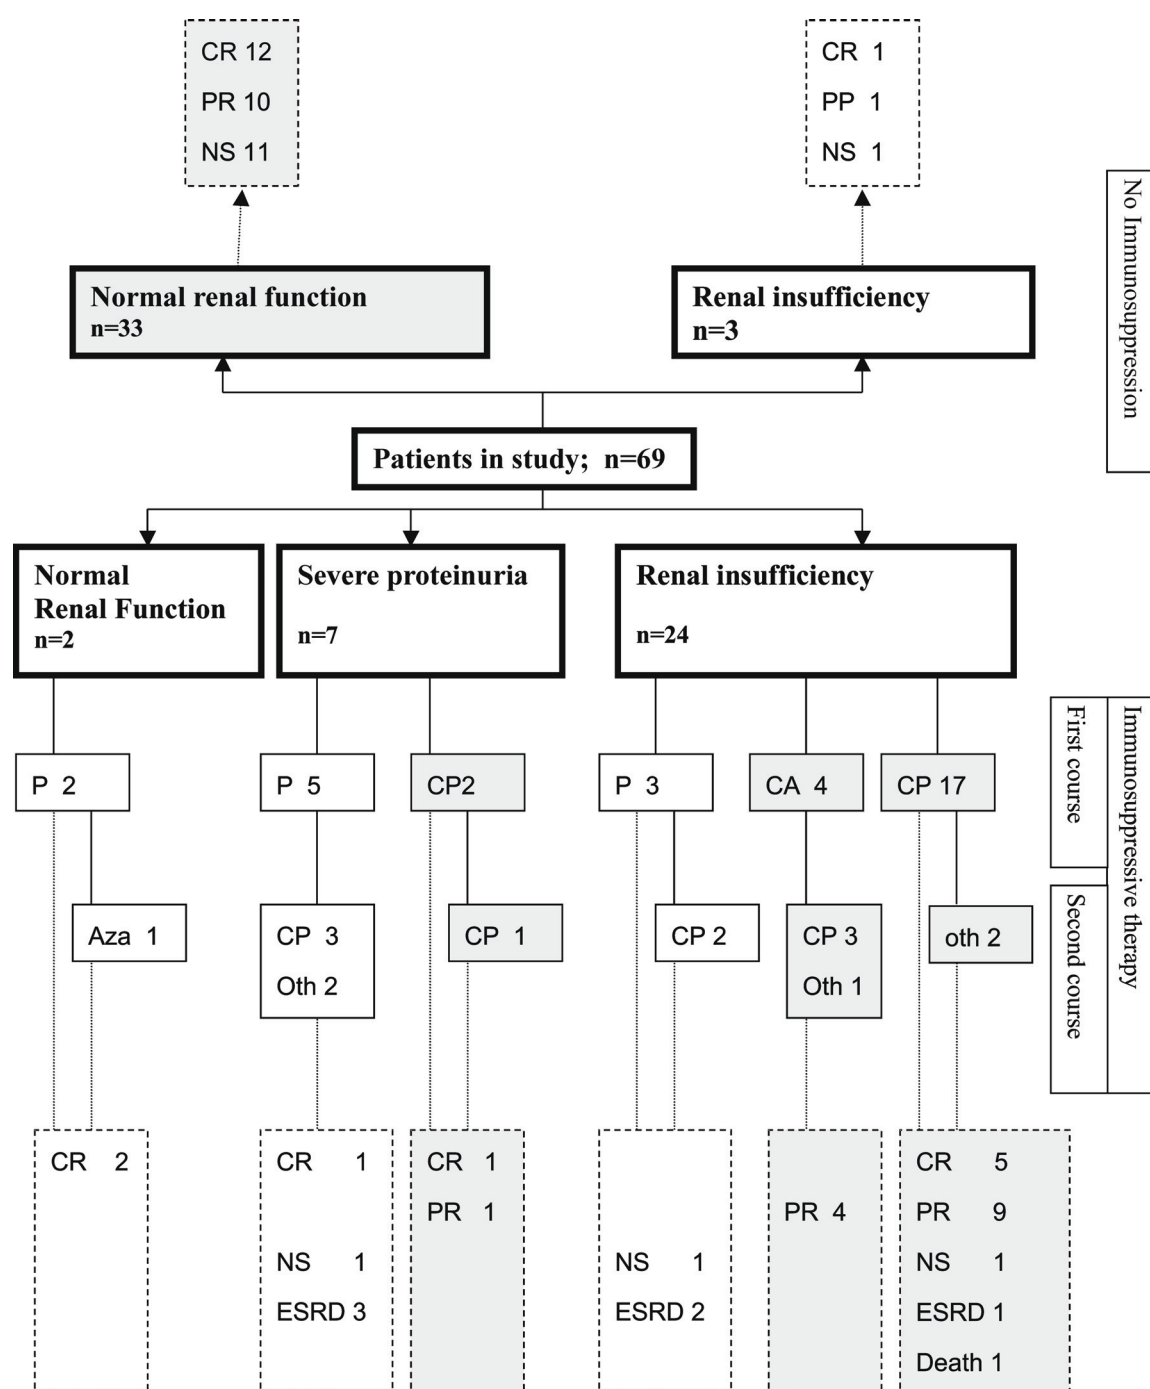 CR 12
PR 10
NS 11
CR 1
PP 1
NS 1
No Immunosuppression
Normal renal function
n=33
Renal insufficiency
n=3
Patients in study; n=69
Normal
Renal Function
n=2
Severe proteinuria
n=7
Renal insufficiency
n=24
First course
Second course
Immunosuppressive therapy
P 2
P 5
CP2
P 3
CA 4
CP 17
Aza 1
CP 3
Oth 2
CP 1
CP 2
CP 3
Oth 1
oth 2
CR 2
CR 1
NS 1
ESRD 3
CR 1
PR 1
NS 1
ESRD 2
PR 4
CR 5
PR 9
NS 1
ESRD 1
Death 1